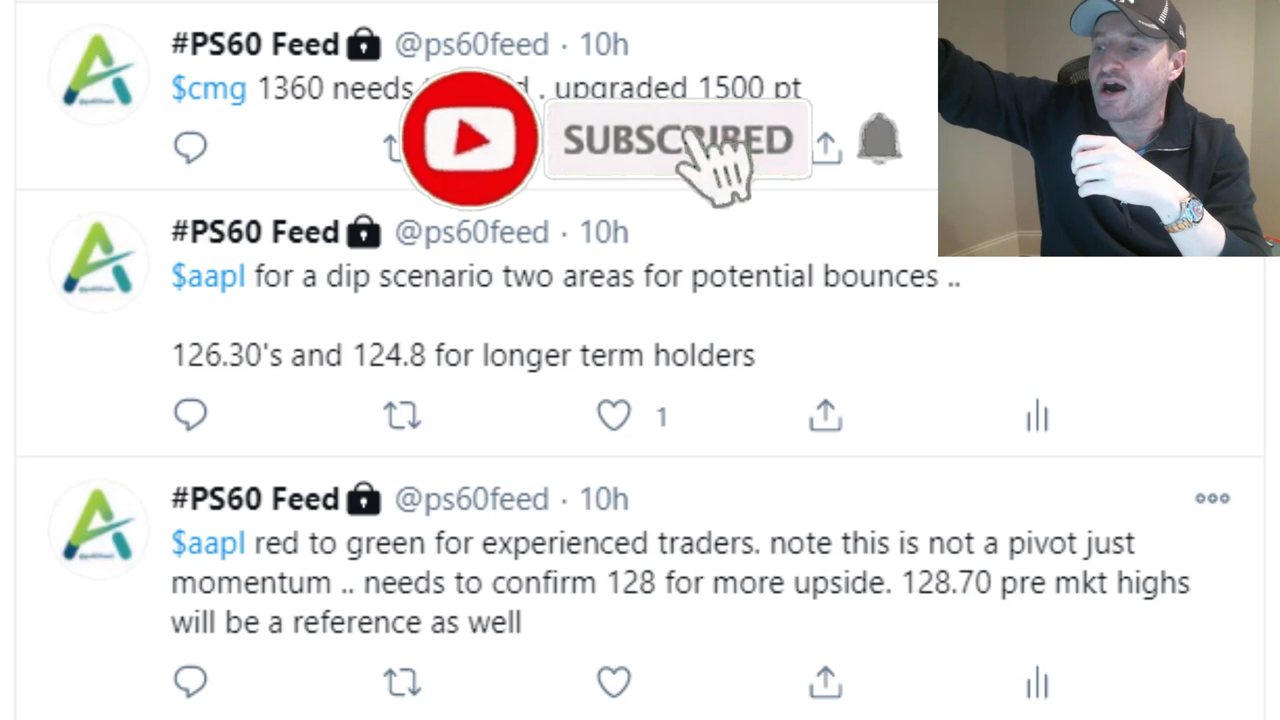 #PS60 Feed @ps60feed · 10h
$cmg 1360 needs . upgraded 1500 pt
SUBSCRIBED
#PS60 Feed @ps60feed · 10h
$aapl for a dip scenario two areas for potential bounces ..
126.30's and 124.8 for longer term holders
1
#PS60 Feed @ps60feed · 10h
$aapl red to green for experienced traders. note this is not a pivot just
momentum .. needs to confirm 128 for more upside. 128.70 pre mkt highs
will be a reference as well